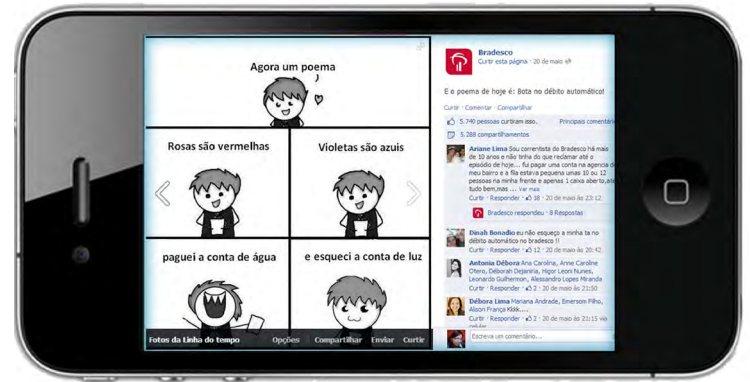 Agora um poema
Rosas são vermelhas
Violetas são azuis
paguei a conta de água
e esqueci a conta de luz
Fotos da Linha do tempo
Opções
Compartilhar
Enviar
Curtir
Bradesco
Curtir esta página · 20 de maio
E o poema de hoje é: Bota no débito automático!
Curtir · Comentar · Compartilhar
5.740 pessoas curtiram isso.
Principais comentário
5.288 compartilhamentos
Ariane Lima Sou correntista do Bradesco há mais
de 10 anos e não tinha do que reclamar até o
episódio de hoje... fui pagar uma conta na agencia d
meu bairro e a fila estava pequena umas 10 ou 12
pessoas na minha frente e apenas 1 caixa aberto,até
tudo bem,mas ... Ver mais
Curtir · Responder · 18 · 20 de maio às 23:12
Bradesco respondeu · 8 Respostas
Dinah Bonadio eu não esqueço a minha ta no
débito automático no bradesco !!
Curtir · Responder · 12 · 20 de maio às 20:42
Antonia Débora Ana Carolina, Anne Caroline
Otero, Déborah Dejanira, Higor Leoni Nunes,
Leonardo Guilhermon, Alessandro Lopes Miranda
Curtir · Responder · 2 · 20 de maio às 21:50
Débora Lima Mariana Andrade, Emerson Filho,
Alison França Kkkk....
Curtir · Responder · 2 · 20 de maio às 21:15 via
celular
Escreva um comentário...